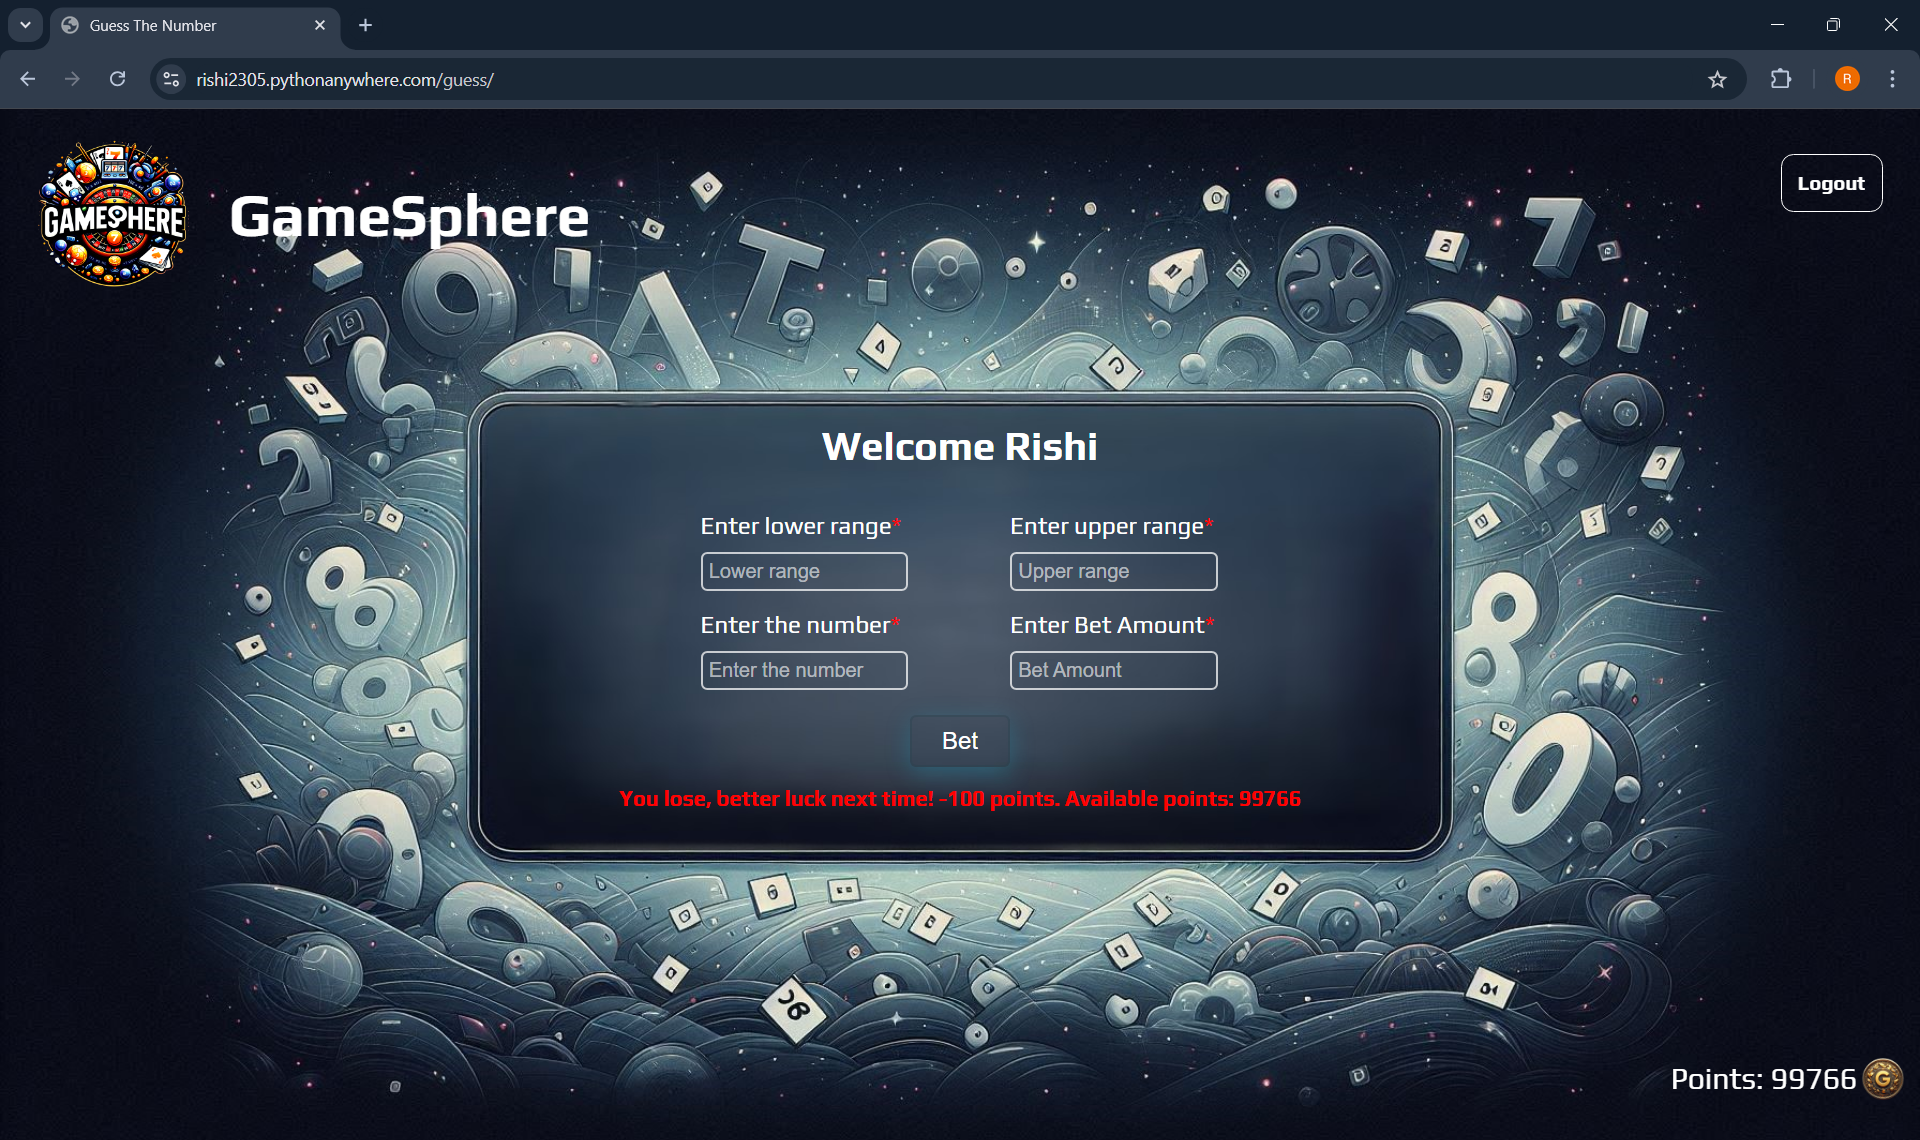 Guess The Number
rishi2305.pythonanywhere.com/guess/
R
GAMESPHERE
GameSphere
Logout
Welcome Rishi
Enter lower range* Enter upper range*
Lower range Upper range
Enter the number* Enter Bet Amount*
Enter the number Bet Amount
Bet
You lose, better luck next time! -100 points. Available points: 99766
Points: 99766 G